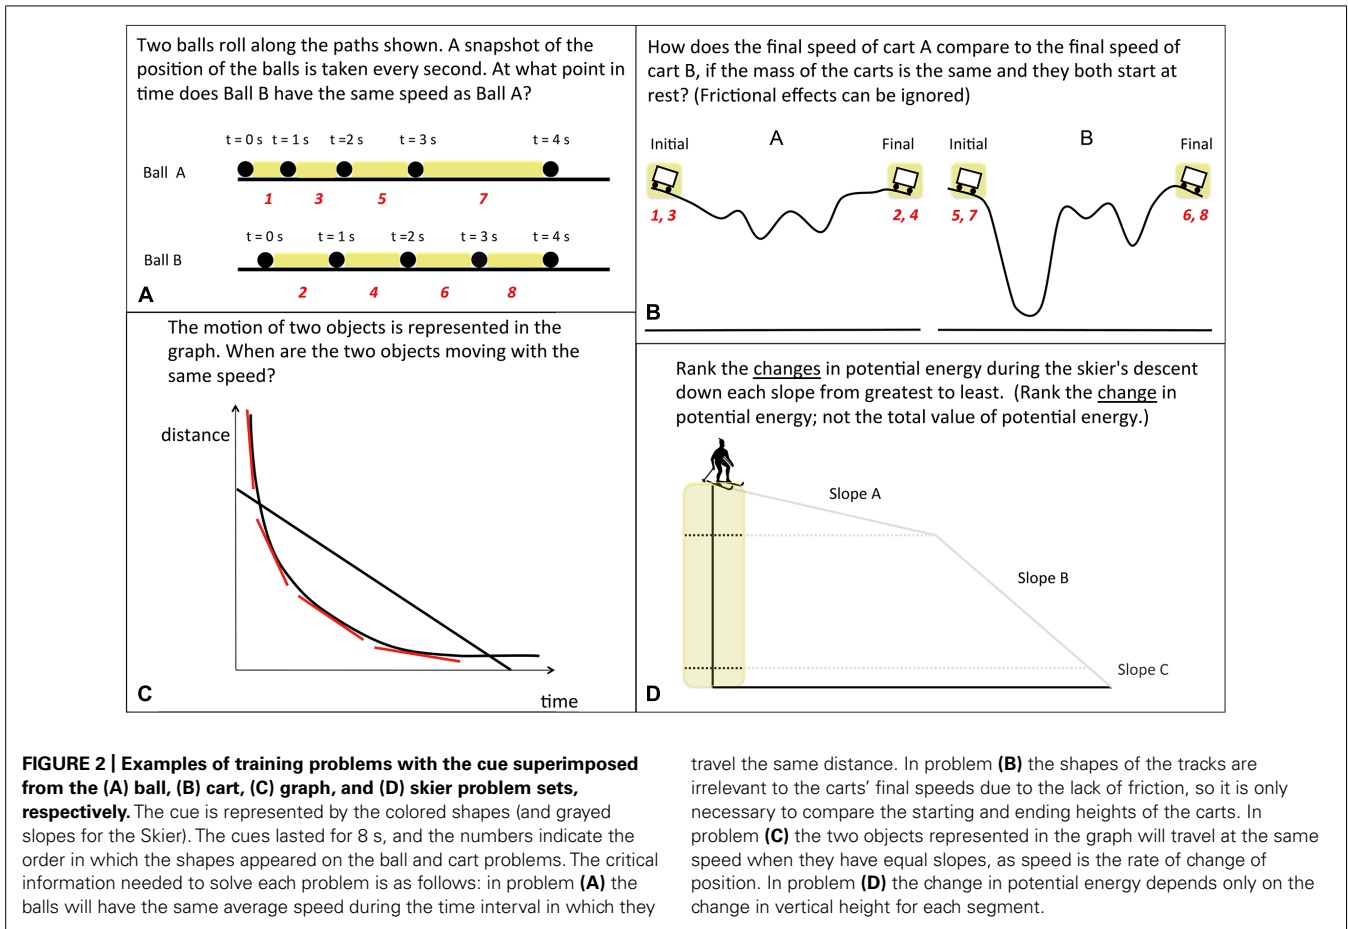 Two balls roll along the paths shown. A snapshot of the
position of the balls is taken every second. At what point in
time does Ball B have the same speed as Ball A?
t = 0 s t = 1 s t =2 s t = 3 s t = 4 s
Ball A
1 3 5 7
t = 0 s t = 1 s t =2 s t = 3 s t = 4 s
Ball B
2 4 6 8
A
How does the final speed of cart A compare to the final speed of
cart B, if the mass of the carts is the same and they both start at
rest? (Frictional effects can be ignored)
A B
Initial Final Initial Final
1, 3 2, 4 5, 7 6, 8
B
The motion of two objects is represented in the
graph. When are the two objects moving with the
same speed?
distance
time
C
Rank the changes in potential energy during the skier's descent
down each slope from greatest to least. (Rank the change in
potential energy; not the total value of potential energy.)
Slope A
Slope B
Slope C
D
FIGURE 2 | Examples of training problems with the cue superimposed
from the (A) ball, (B) cart, (C) graph, and (D) skier problem sets,
respectively. The cue is represented by the colored shapes (and grayed
slopes for the Skier). The cues lasted for 8 s, and the numbers indicate the
order in which the shapes appeared on the ball and cart problems. The critical
information needed to solve each problem is as follows: in problem (A) the
balls will have the same average speed during the time interval in which they
travel the same distance. In problem (B) the shapes of the tracks are
irrelevant to the carts' final speeds due to the lack of friction, so it is only
necessary to compare the starting and ending heights of the carts. In
problem (C) the two objects represented in the graph will travel at the same
speed when they have equal slopes, as speed is the rate of change of
position. In problem (D) the change in potential energy depends only on the
change in vertical height for each segment.